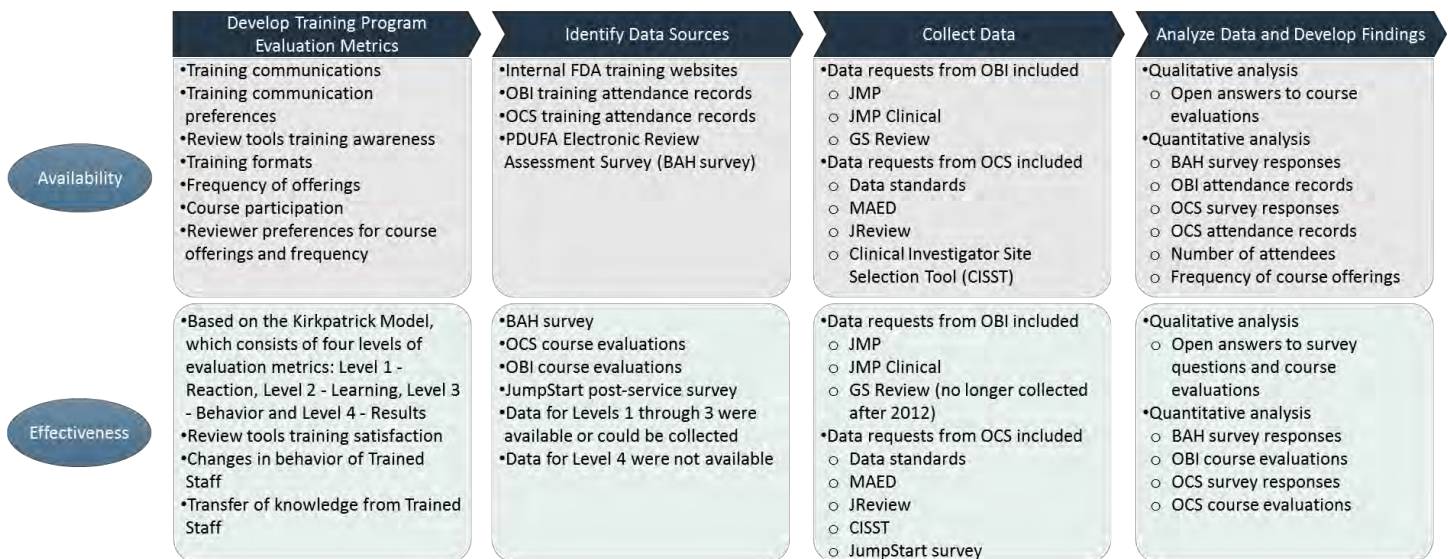 Develop Training Program
Evaluation Metrics
Identify Data Sources
Collect Data
Analyze Data and Develop Findings
Availability
•Training communications
•Training communication
preferences
•Review tools training awareness
•Training formats
•Frequency of offerings
•Course participation
•Reviewer preferences for course
offerings and frequency
•Internal FDA training websites
•OBI training attendance records
•OCS training attendance records
•PDUFA Electronic Review
Assessment Survey (BAH survey)
•Data requests from OBI included
o JMP
o JMP Clinical
o GS Review
•Data requests from OCS included
o Data standards
o MAED
o JReview
o Clinical Investigator Site
Selection Tool (CISST)
•Qualitative analysis
o Open answers to course
evaluations
•Quantitative analysis
o BAH survey responses
o OBI attendance records
o OCS survey responses
o OCS attendance records
o Number of attendees
o Frequency of course offerings
Effectiveness
•Based on the Kirkpatrick Model,
which consists of four levels of
evaluation metrics: Level 1 -
Reaction, Level 2 - Learning, Level 3
- Behavior and Level 4 - Results
•Review tools training satisfaction
•Changes in behavior of Trained
Staff
•Transfer of knowledge from Trained
Staff
•BAH survey
•OCS course evaluations
•OBI course evaluations
•JumpStart post-service survey
•Data for Levels 1 through 3 were
available or could be collected
•Data for Level 4 were not available
•Data requests from OBI included
o JMP
o JMP Clinical
o GS Review (no longer collected
after 2012)
•Data requests from OCS included
o Data standards
o MAED
o JReview
o CISST
o JumpStart survey
•Qualitative analysis
o Open answers to survey
questions and course
evaluations
•Quantitative analysis
o BAH survey responses
o OBI course evaluations
o OCS survey responses
o OCS course evaluations